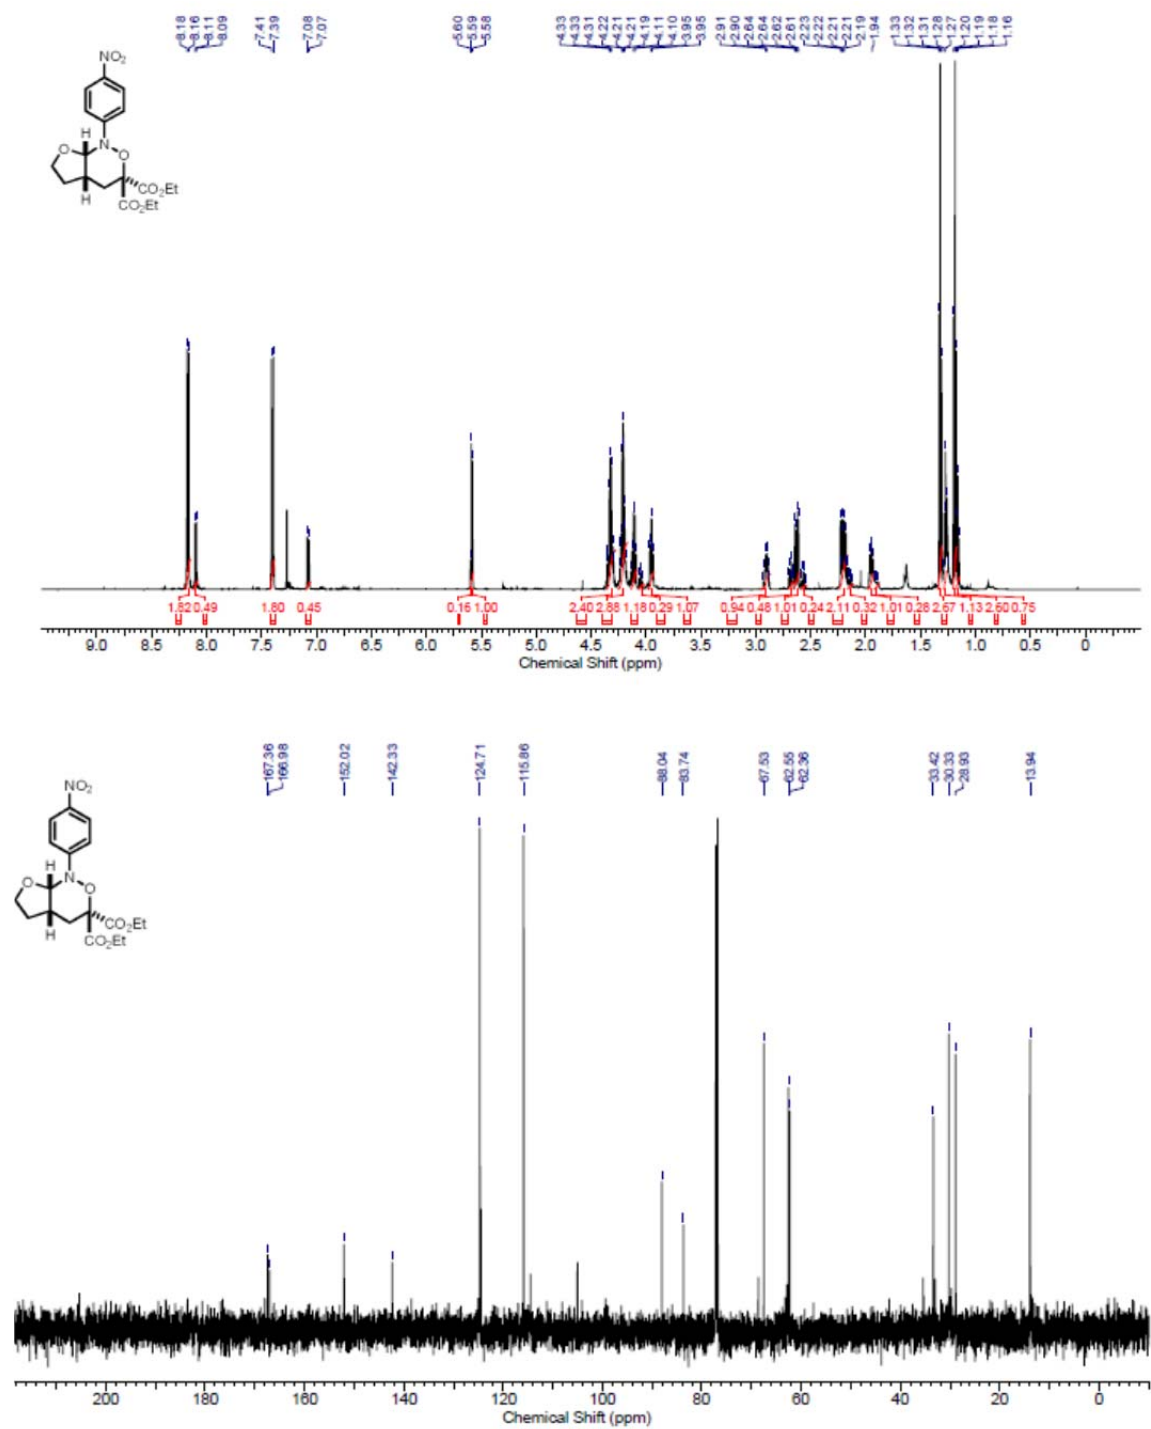 8.18
8.16
8.11
8.09
7.41
7.39
7.08
7.07
5.60
5.59
5.58
4.33
4.33
4.31
4.22
4.21
4.21
4.19
4.11
4.10
3.95
3.95
2.91
2.90
2.64
2.64
2.62
2.61
2.23
2.22
2.21
2.21
2.19
1.94
1.33
1.32
1.31
1.28
1.27
1.20
1.19
1.18
1.16
NO2
H
N
O
O
H
CO2Et
CO2Et
1.82 0.49 1.80 0.45 0.16 1.00 2.40 2.88 1.18 0.29 1.07 0.94 0.48 1.01 0.24 2.11 0.32 1.01 0.28 2.67 1.13 2.60 0.75
9.0 8.5 8.0 7.5 7.0 6.5 6.0 5.5 5.0 4.5 4.0 3.5 3.0 2.5 2.0 1.5 1.0 0.5 0
Chemical Shift (ppm)
167.36
166.98
152.02
142.33
124.71
115.86
88.04
83.74
67.53
62.55
62.36
33.42
30.33
28.93
13.94
NO2
H
N
O
O
H
CO2Et
CO2Et
200 180 160 140 120 100 80 60 40 20 0
Chemical Shift (ppm)